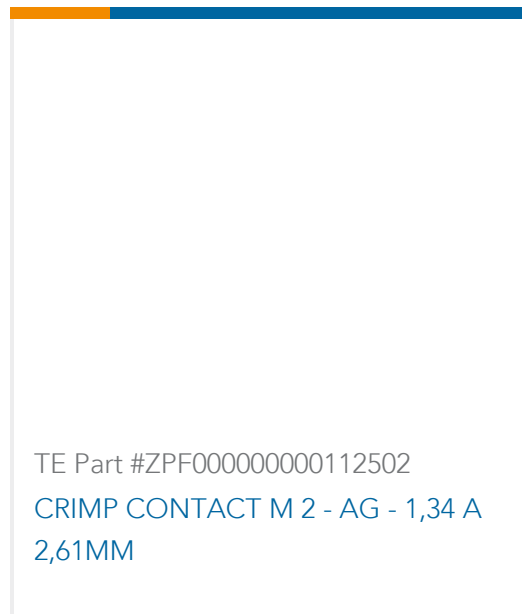 TE Part #ZPF000000000112502
CRIMP CONTACT M 2 - AG - 1,34 A
2,61MM